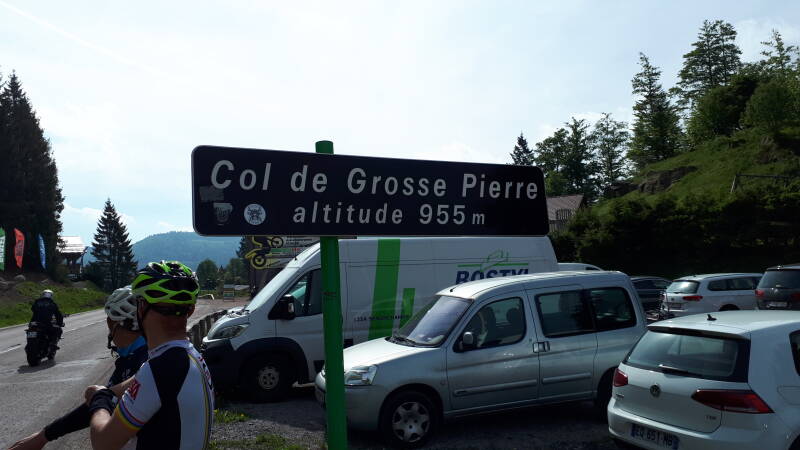 Col de Grosse Pierre
altitude 955 m
BOSTYL